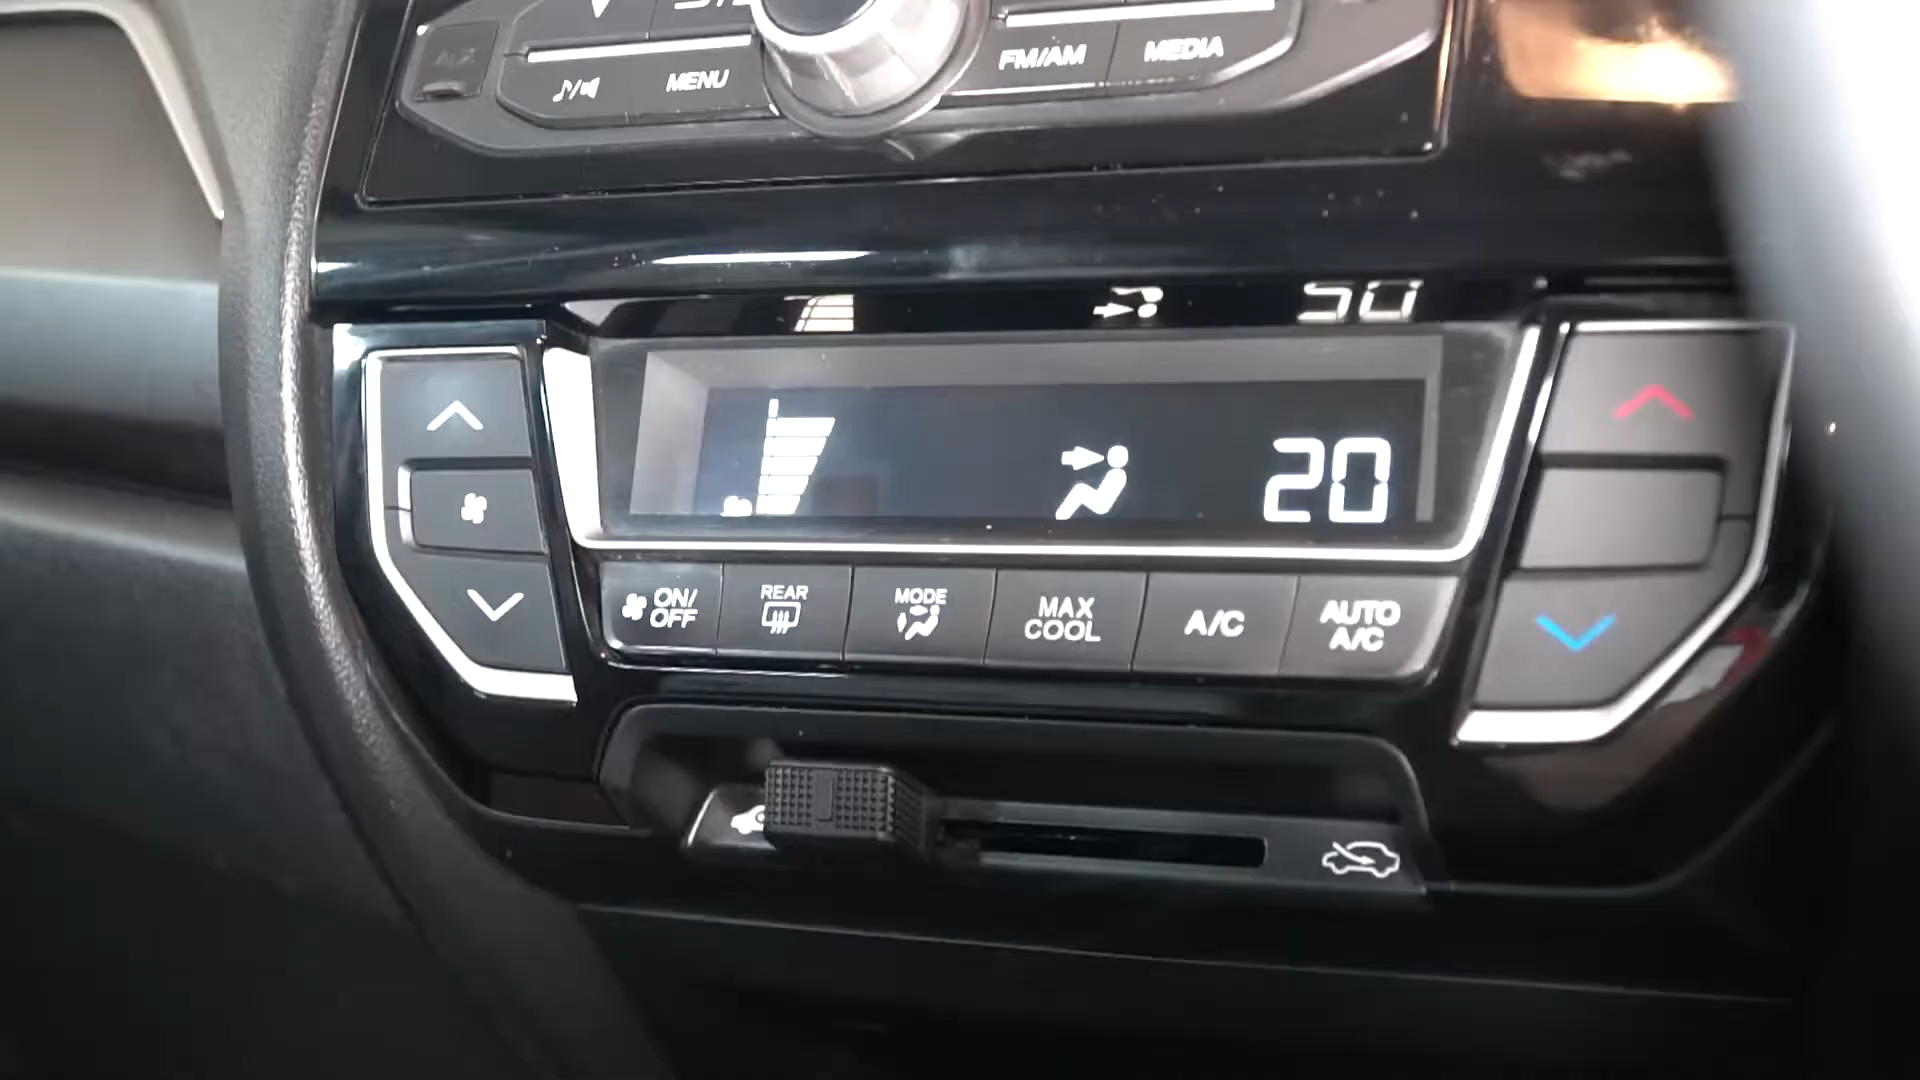 FM/AM
MEDIA
MENU
20
ON/
OFF
REAR
MODE
MAX
COOL
A/C
AUTO
A/C